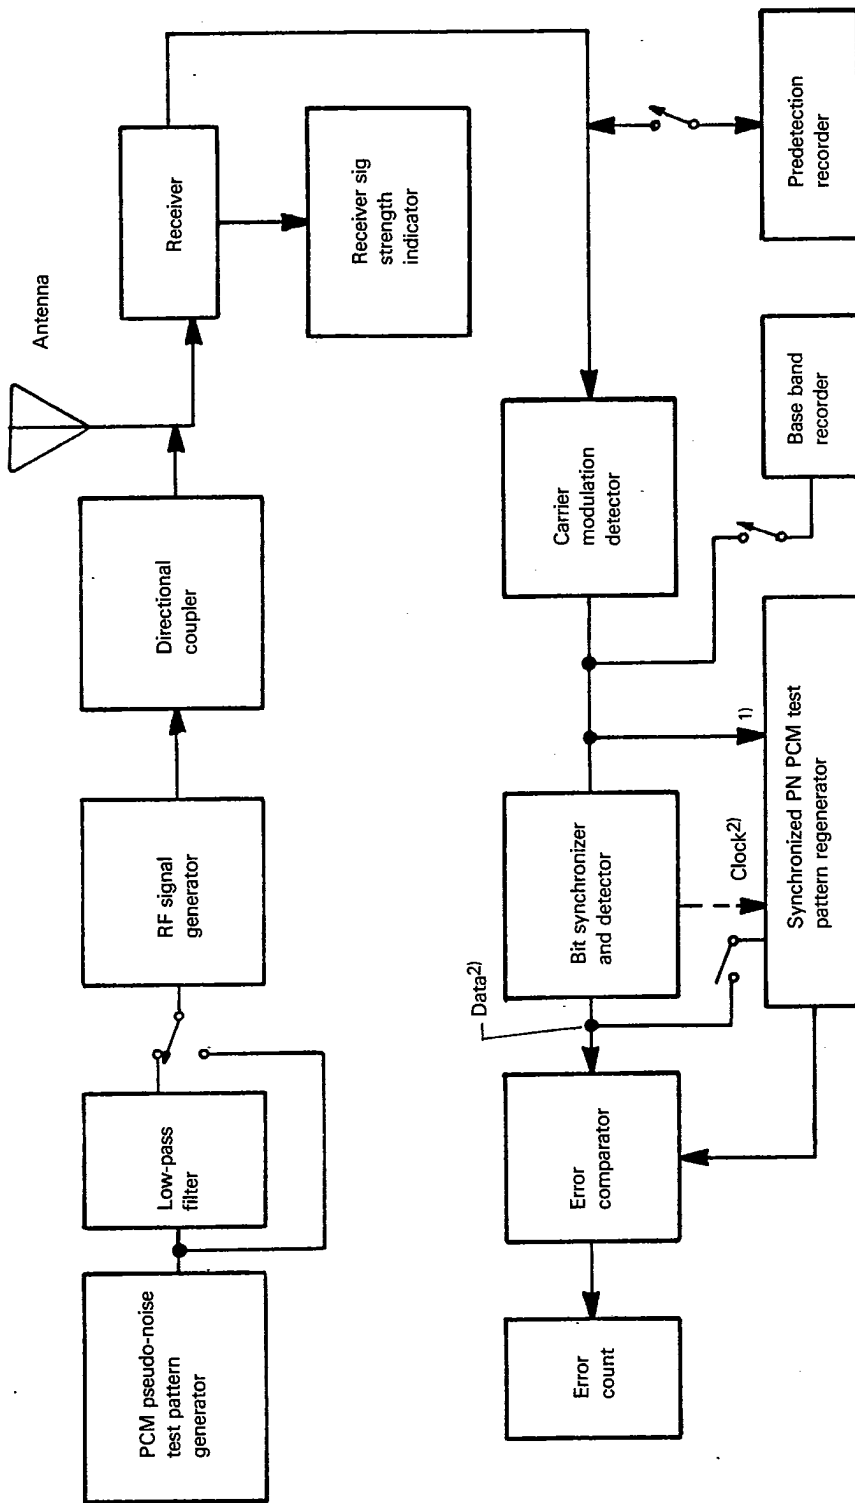 PCM pseudo-noise
test pattern
generator
Low-pass
filter
RF signal
generator
Directional
coupler
Antenna
Receiver
Receiver sig
strength
indicator
Error
count
Error
comparator
Data2)
Bit synchronizer
and detector
Carrier
modulation
detector
Clock2)
1)
Synchronized PN PCM test
pattern regenerator
Base band
recorder
Predetection
recorder